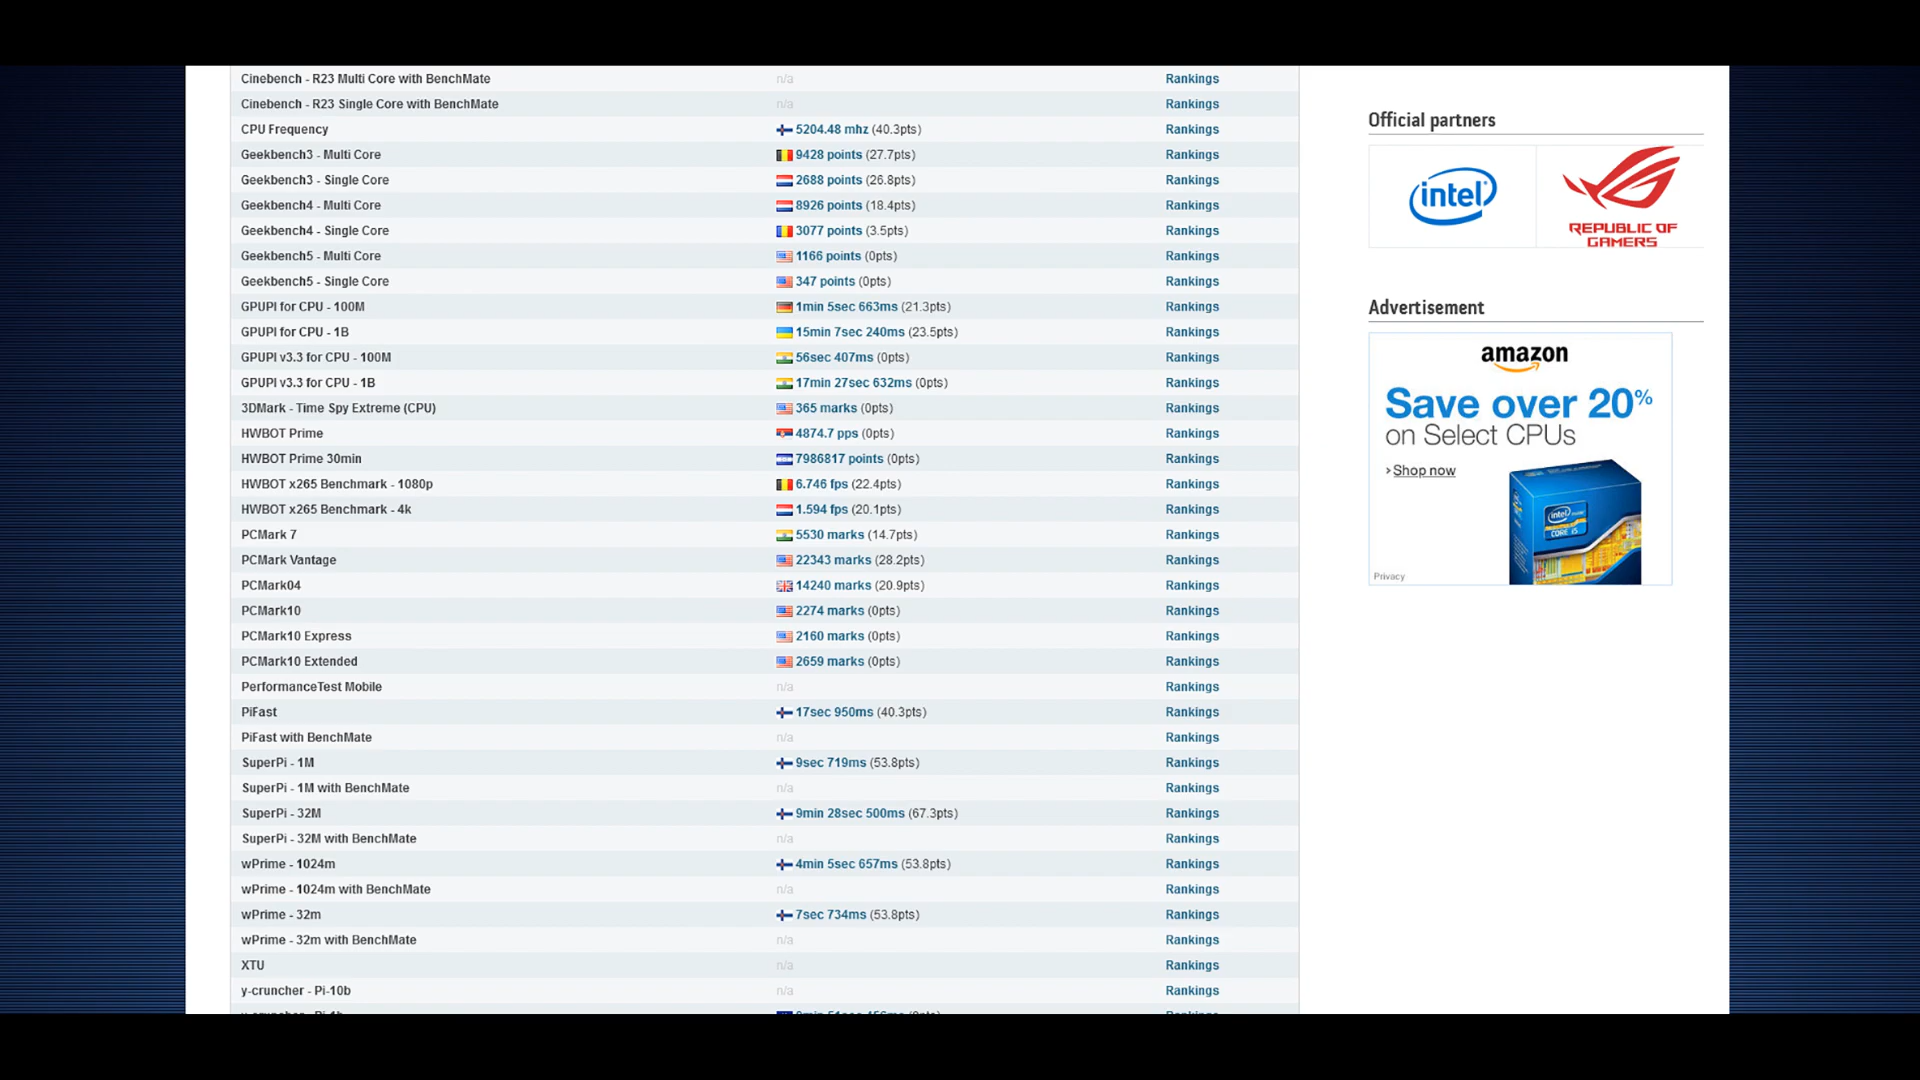 Cinebench - R23 Multi Core with BenchMate n/a Rankings
Cinebench - R23 Single Core with BenchMate n/a Rankings
CPU Frequency 5204.48 mhz (40.3pts) Rankings
Geekbench3 - Multi Core 9428 points (27.7pts) Rankings
Geekbench3 - Single Core 2688 points (26.8pts) Rankings
Geekbench4 - Multi Core 8926 points (18.4pts) Rankings
Geekbench4 - Single Core 3077 points (3.5pts) Rankings
Geekbench5 - Multi Core 1166 points (0pts) Rankings
Geekbench5 - Single Core 347 points (0pts) Rankings
GPUPI for CPU - 100M 1min 5sec 663ms (21.3pts) Rankings
GPUPI for CPU - 1B 15min 7sec 240ms (23.5pts) Rankings
GPUPI v3.3 for CPU - 100M 56sec 407ms (0pts) Rankings
GPUPI v3.3 for CPU - 1B 17min 27sec 632ms (0pts) Rankings
3DMark - Time Spy Extreme (CPU) 365 marks (0pts) Rankings
HWBOT Prime 4874.7 pps (0pts) Rankings
HWBOT Prime 30min 7986817 points (0pts) Rankings
HWBOT x265 Benchmark - 1080p 6.746 fps (22.4pts) Rankings
HWBOT x265 Benchmark - 4k 1.594 fps (20.1pts) Rankings
PCMark 7 5530 marks (14.7pts) Rankings
PCMark Vantage 22343 marks (28.2pts) Rankings
PCMark04 14240 marks (20.9pts) Rankings
PCMark10 2274 marks (0pts) Rankings
PCMark10 Express 2160 marks (0pts) Rankings
PCMark10 Extended 2659 marks (0pts) Rankings
PerformanceTest Mobile n/a Rankings
PiFast 17sec 950ms (40.3pts) Rankings
PiFast with BenchMate n/a Rankings
SuperPi - 1M 9sec 719ms (53.8pts) Rankings
SuperPi - 1M with BenchMate n/a Rankings
SuperPi - 32M 9min 28sec 500ms (67.3pts) Rankings
SuperPi - 32M with BenchMate n/a Rankings
wPrime - 1024m 4min 5sec 657ms (53.8pts) Rankings
wPrime - 1024m with BenchMate n/a Rankings
wPrime - 32m 7sec 734ms (53.8pts) Rankings
wPrime - 32m with BenchMate n/a Rankings
XTU n/a Rankings
y-cruncher - Pi-10b n/a Rankings
Official partners
intel
REPUBLIC OF
GAMERS
Advertisement
amazon
Save over 20%
on Select CPUs
›Shop now
intel
CORE i5
Privacy